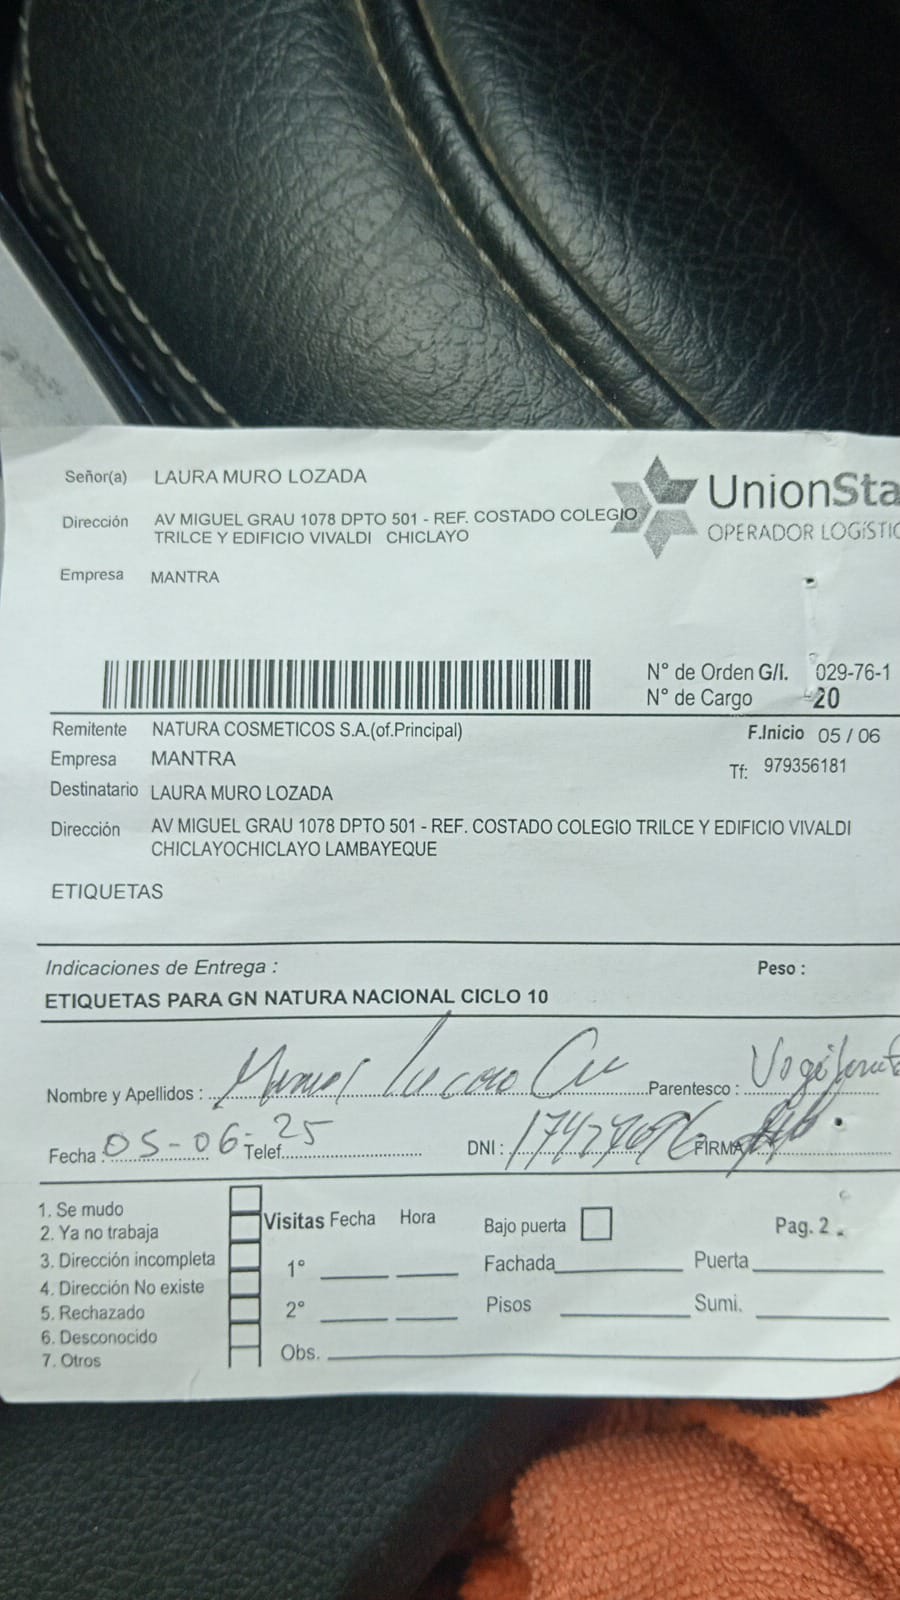 Señor(a) LAURA MURO LOZADA
UnionSta
OPERADOR LOGÍSTIC
Dirección AV MIGUEL GRAU 1078 DPTO 501 - REF. COSTADO COLEGIO
TRILCE Y EDIFICIO VIVALDI CHICLAYO
Empresa MANTRA
N° de Orden G/I. 029-76-1
N° de Cargo 20
Remitente NATURA COSMETICOS S.A.(of.Principal)
F.Inicio 05 / 06
Empresa MANTRA
Tf: 979356181
Destinatario LAURA MURO LOZADA
Dirección AV MIGUEL GRAU 1078 DPTO 501 - REF. COSTADO COLEGIO TRILCE Y EDIFICIO VIVALDI
CHICLAYOCHICLAYO LAMBAYEQUE
ETIQUETAS
Indicaciones de Entrega :
Peso :
ETIQUETAS PARA GN NATURA NACIONAL CICLO 10
Nombre y Apellidos :
Parentesco :
Fecha : 05-06-25 Telef.
DNI :
FIRMA
1. Se mudo
2. Ya no trabaja
3. Dirección incompleta
4. Dirección No existe
5. Rechazado
6. Desconocido
7. Otros
Visitas Fecha Hora
1°
2°
Obs.
Bajo puerta
Pag. 2
Fachada
Puerta
Pisos
Sumi.